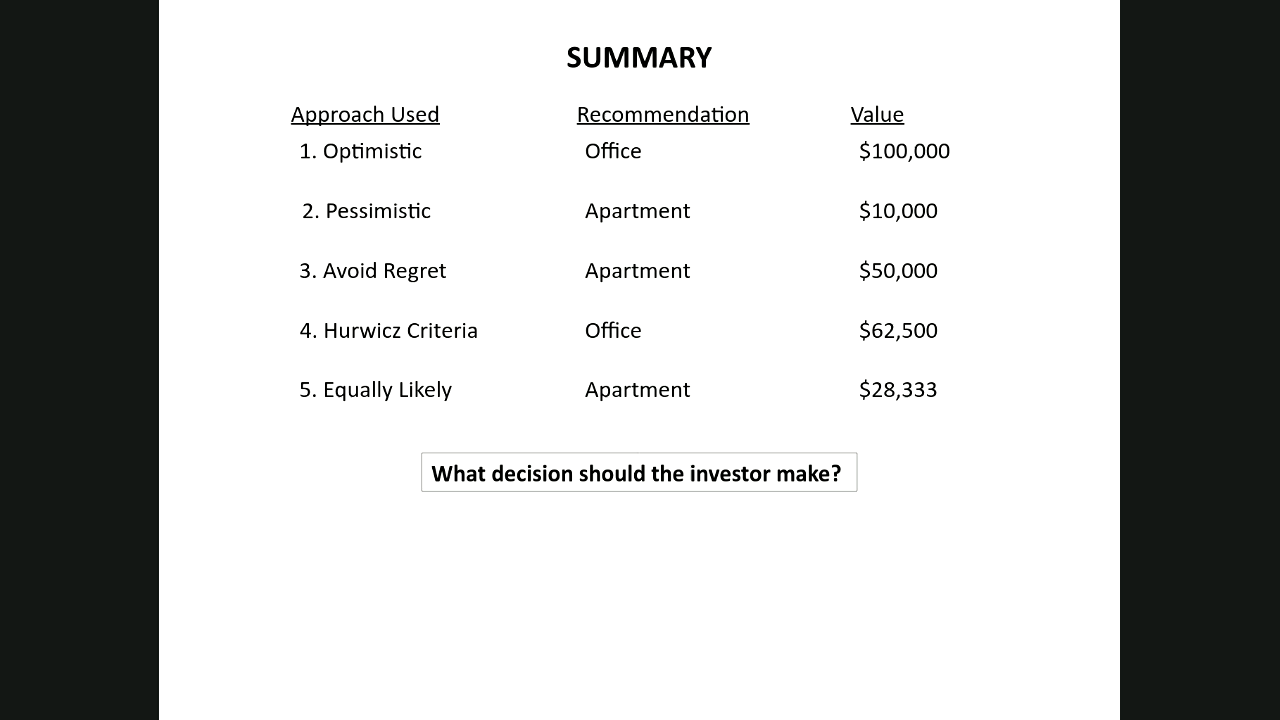 SUMMARY
Approach Used Recommendation Value
1. Optimistic Office $100,000
2. Pessimistic Apartment $10,000
3. Avoid Regret Apartment $50,000
4. Hurwicz Criteria Office $62,500
5. Equally Likely Apartment $28,333
What decision should the investor make?